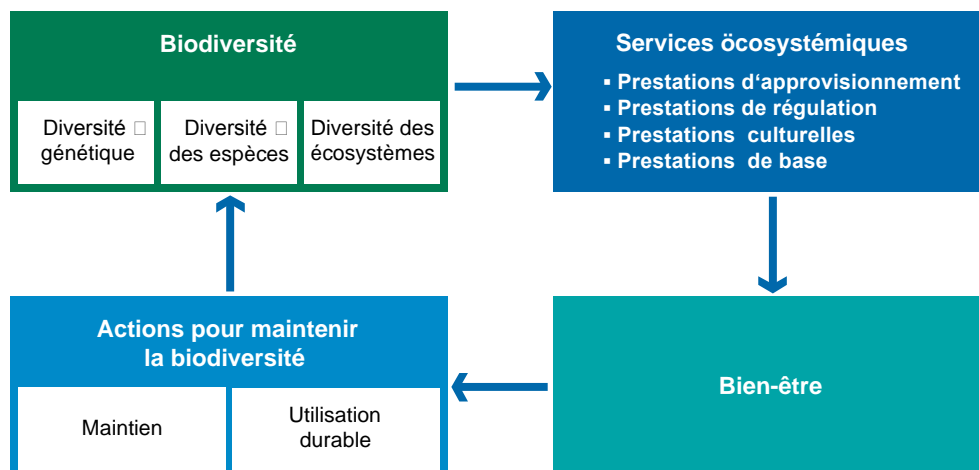 Biodiversité
Diversité □
génétique
Diversité □
des espèces
Diversité des
écosystèmes
Services öcosystémiques
▪ Prestations d‘approvisionnement
▪ Prestations de régulation
▪ Prestations culturelles
▪ Prestations de base
Actions pour maintenir
la biodiversité
Maintien
Utilisation
durable
Bien-être